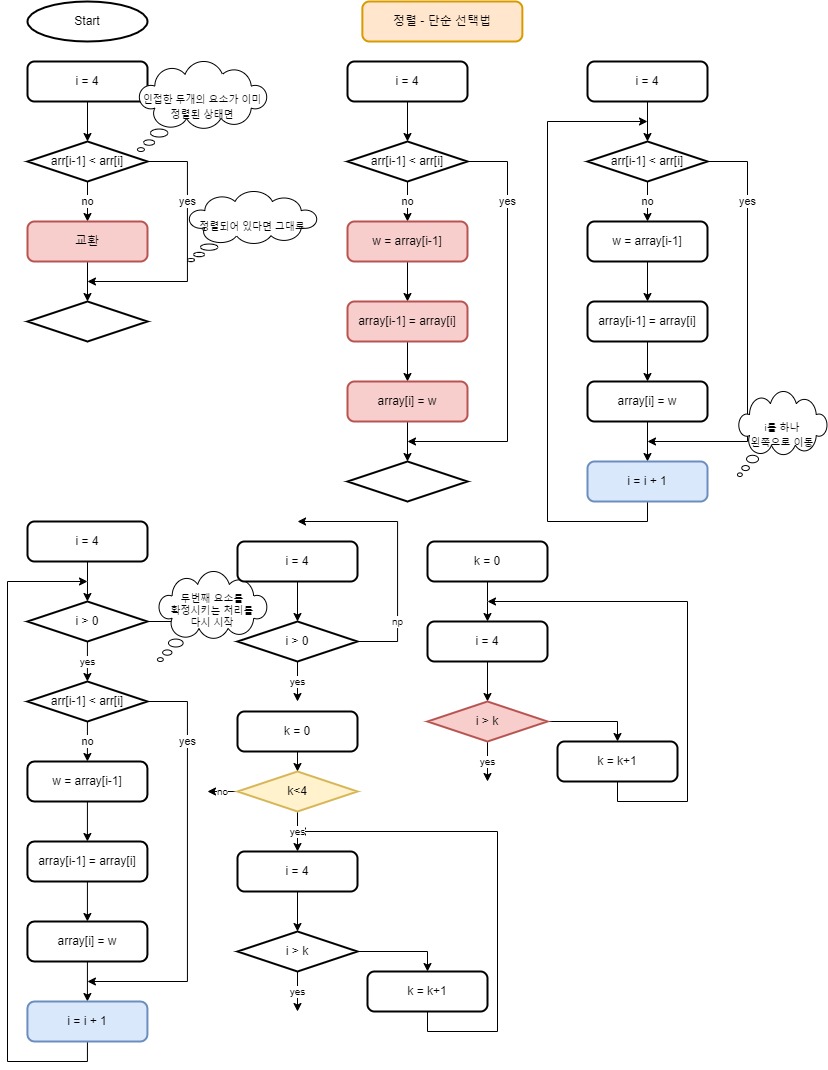 Start
정렬 - 단순 선택법
i = 4
인접한 두개의 요소가 이미
정렬된 상태면
arr[i-1] < arr[i]
no
yes
교환
정렬되어 있다면 그대로
i = 4
arr[i-1] < arr[i]
no
yes
w = array[i-1]
array[i-1] = array[i]
array[i] = w
i = 4
arr[i-1] < arr[i]
no
yes
w = array[i-1]
array[i-1] = array[i]
array[i] = w
i를 하나
왼쪽으로 이동
i = i + 1
i = 4
i > 0
두번째 요소를
확정시키는 처리를
다시 시작
yes
arr[i-1] < arr[i]
no
yes
w = array[i-1]
array[i-1] = array[i]
array[i] = w
i = i + 1
i = 4
i > 0
np
yes
k = 0
k<4
no
yes
i = 4
i > k
yes
k = k+1
k = 0
i = 4
i > k
yes
k = k+1